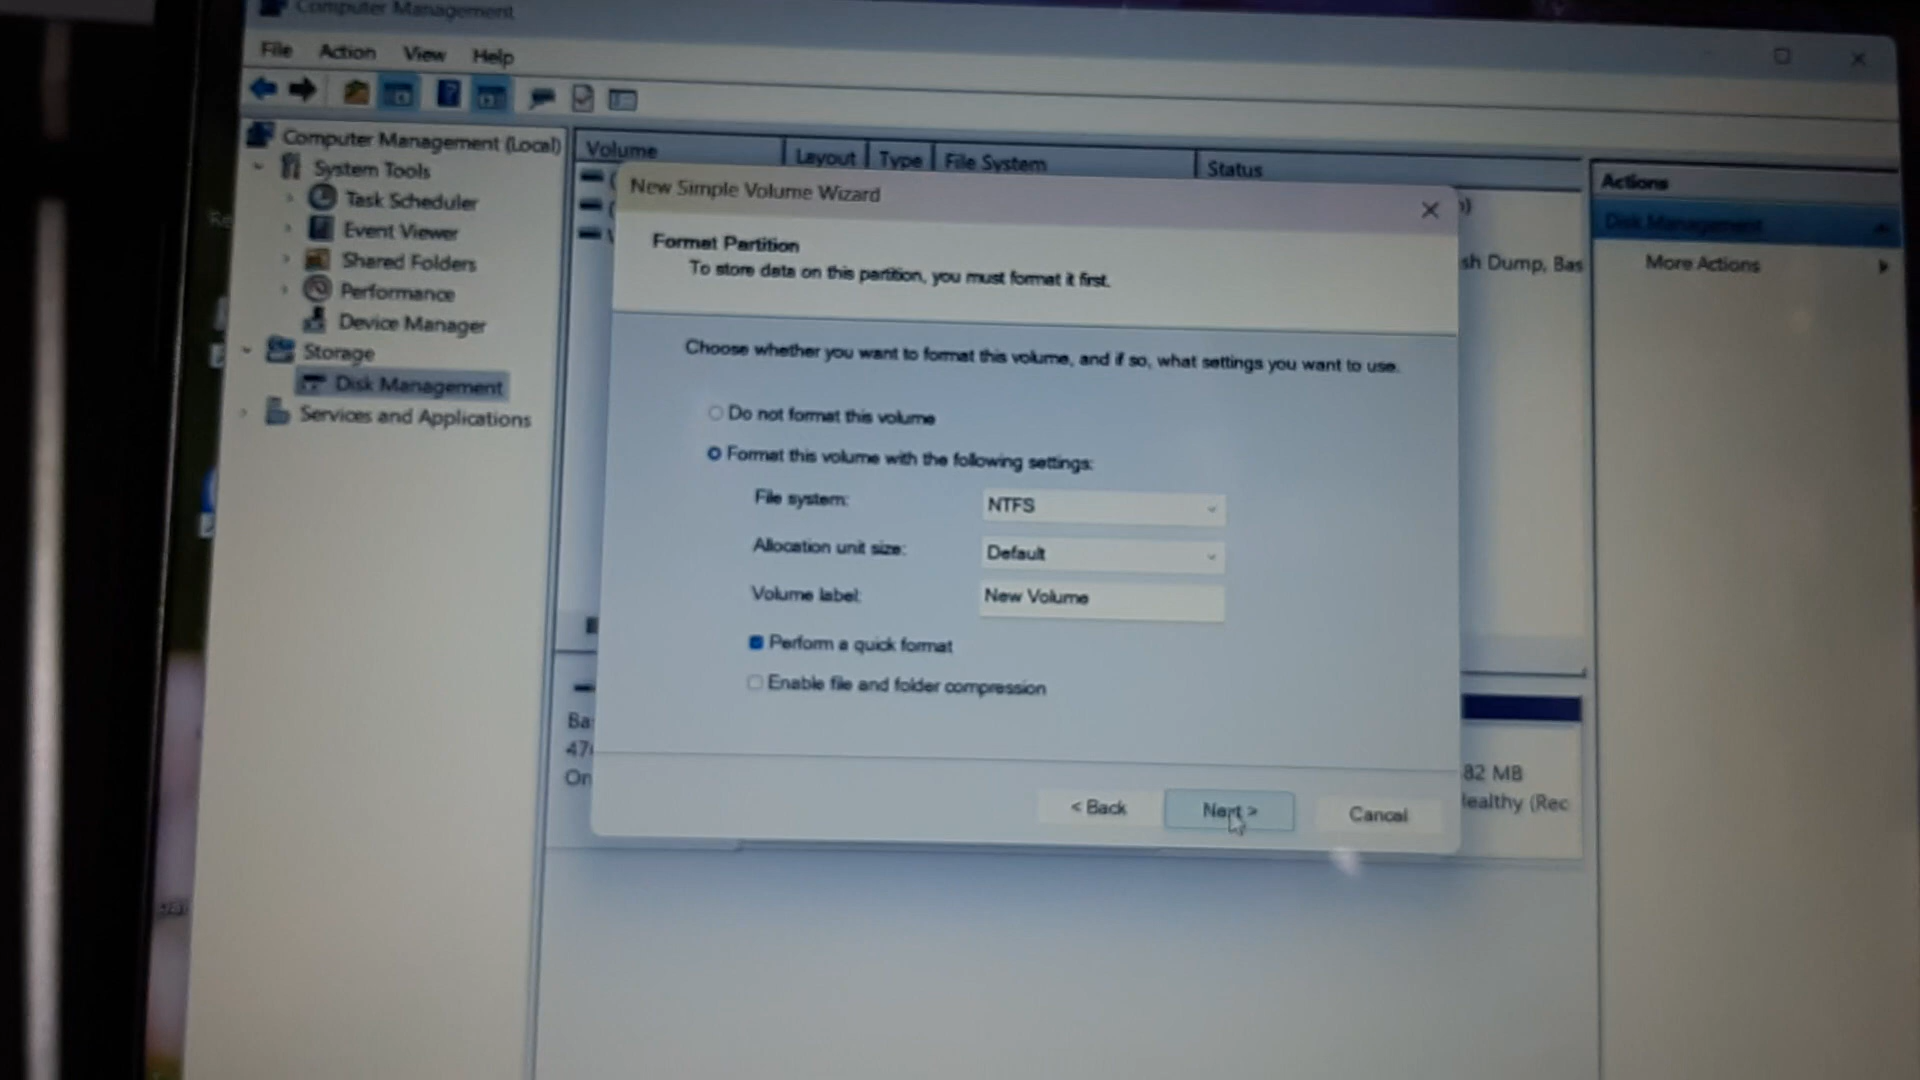 Computer Management
File Action View Help
Computer Management (Local)
System Tools
Task Scheduler
Event Viewer
Shared Folders
Performance
Device Manager
Storage
Disk Management
Services and Applications
Volume Layout Type File System Status
New Simple Volume Wizard
Format Partition
To store data on this partition, you must format it first.
Choose whether you want to format this volume, and if so, what settings you want to use.
Do not format this volume
Format this volume with the following settings:
File system: NTFS
Allocation unit size: Default
Volume label: New Volume
Perform a quick format
Enable file and folder compression
< Back Next > Cancel
sh Dump, Bas
Ba
On
82 MB
ealthy (Rec
Actions
Disk Management
More Actions